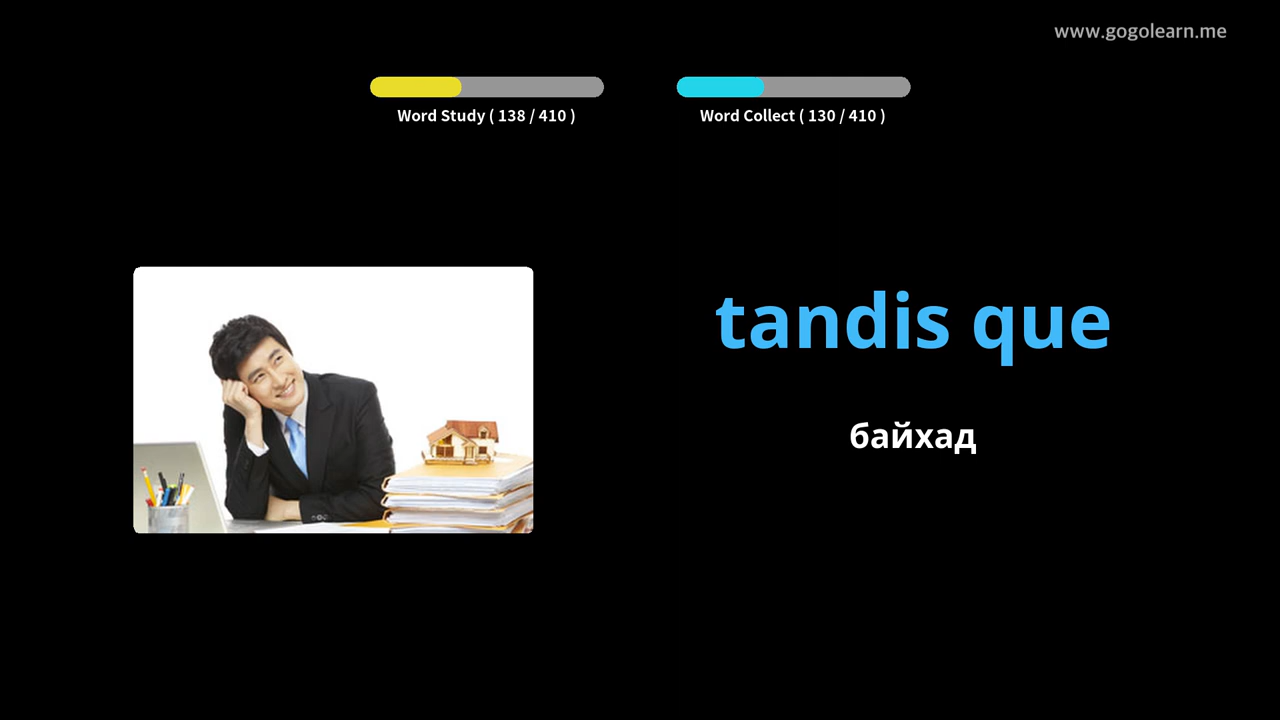 www.gogolearn.me
Word Study ( 138 / 410 )
Word Collect ( 130 / 410 )
tandis que
байхад